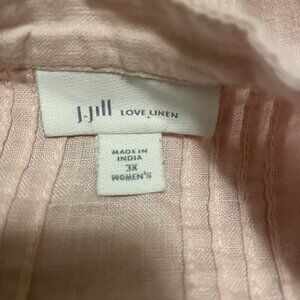 J.Jill LOVE LINEN
MADE IN
INDIA
3X
WOMEN'S